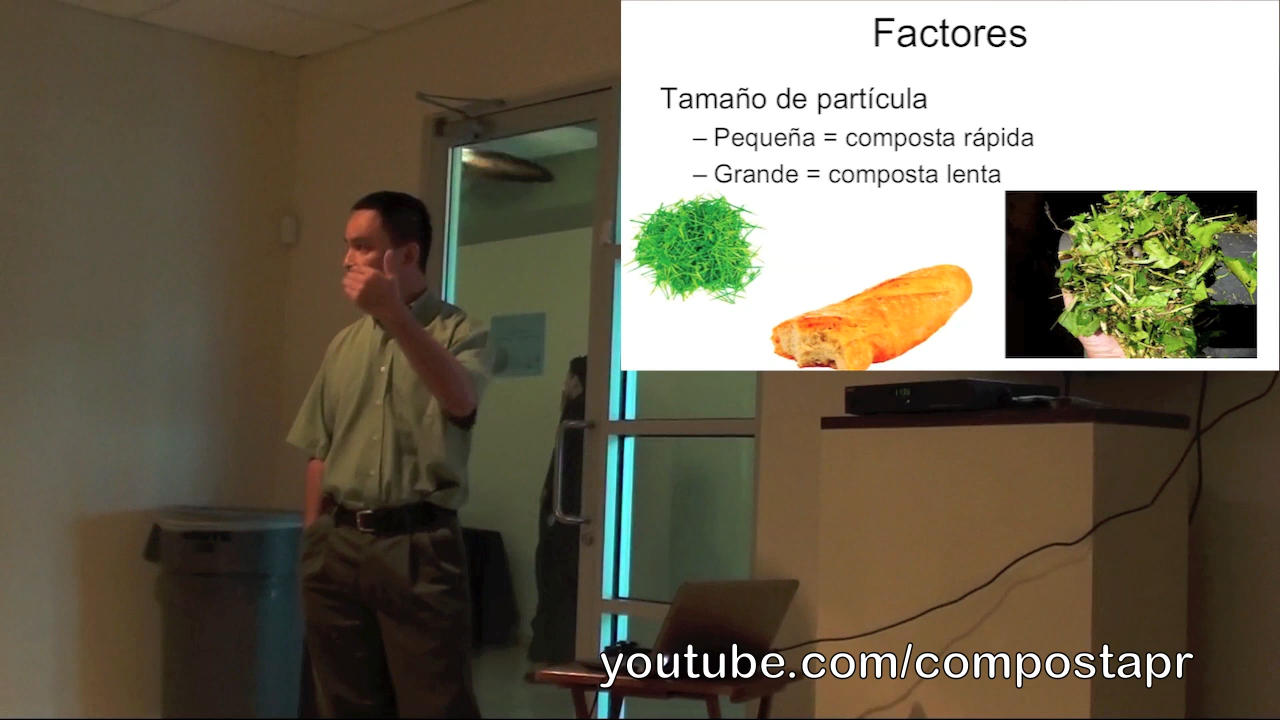 Factores
Tamaño de partícula
– Pequeña = composta rápida
– Grande = composta lenta
youtube.com/compostapr